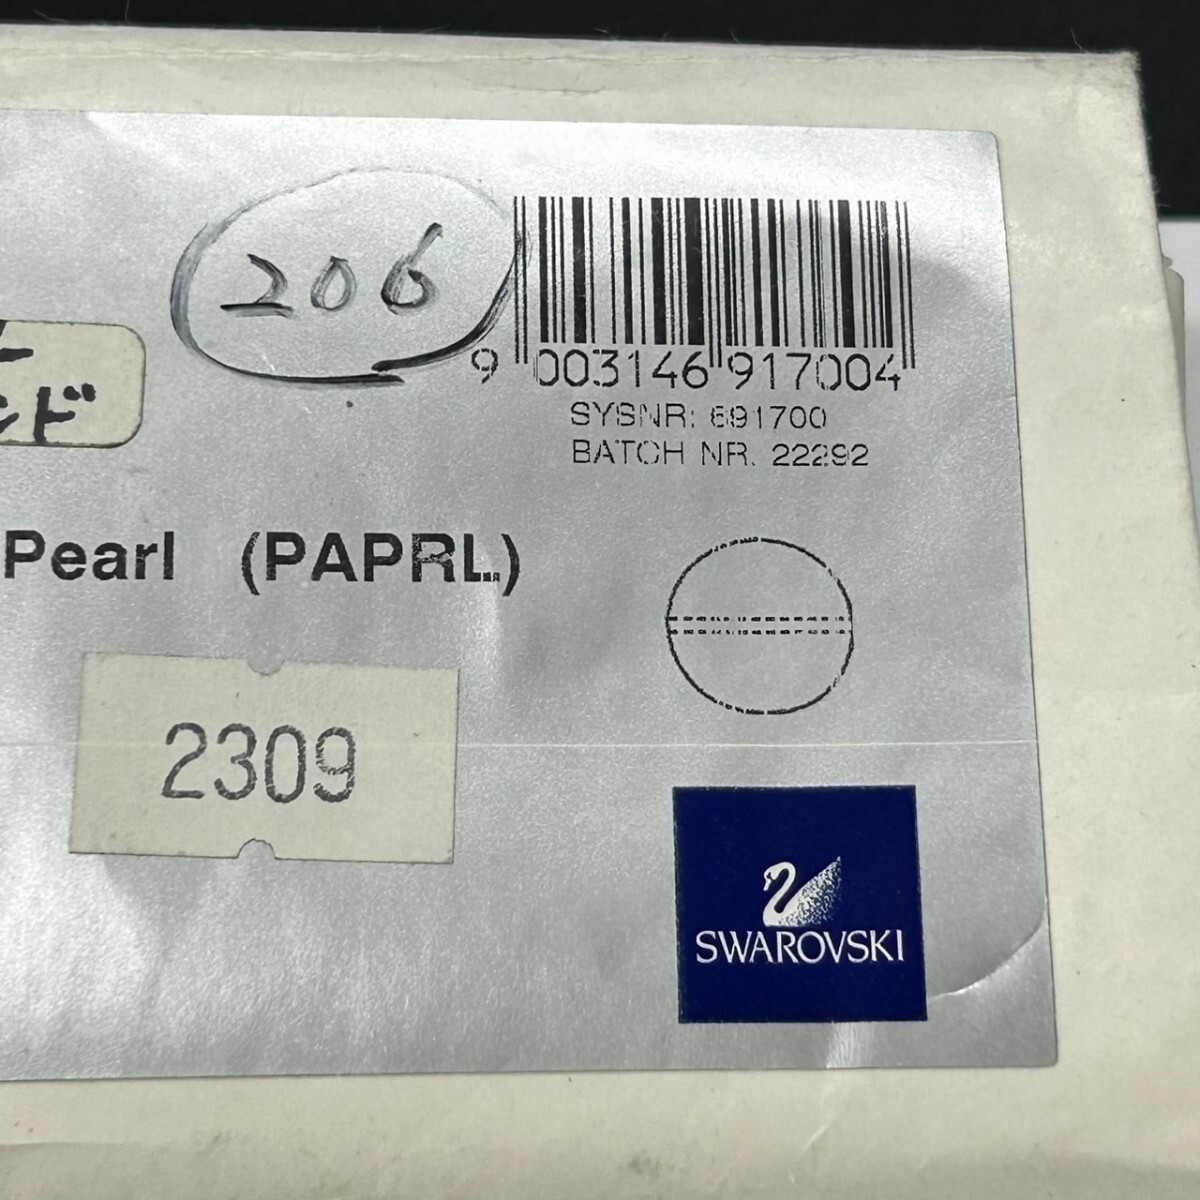 206
9 003146 917004
SYSNR: 691700
BATCH NR. 22292
ンド
Pearl (PAPRL)
2309
SWAROVSKI